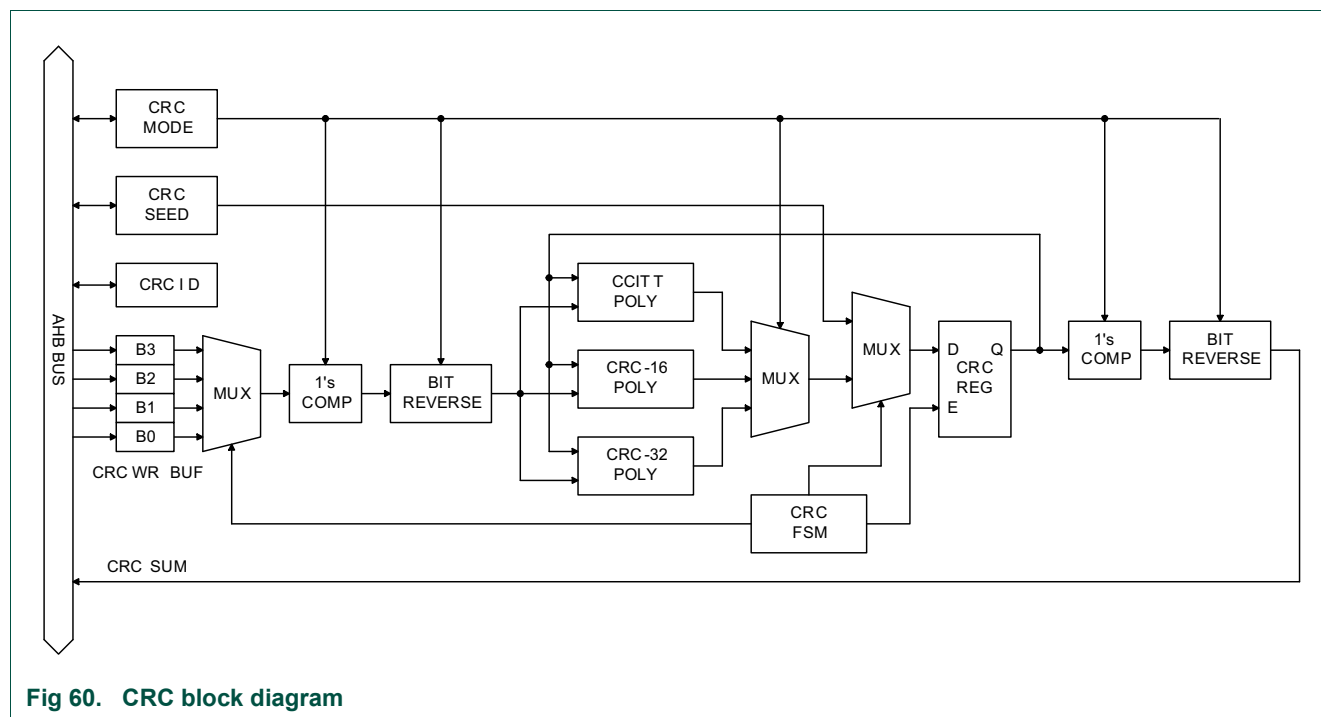 CRC
MODE
CRC
SEED
CRC ID
AHB BUS
B3
B2
B1
B0
CRC WR BUF
MUX
1's
COMP
BIT
REVERSE
CCITT
POLY
CRC-16
POLY
CRC-32
POLY
MUX
MUX
D Q
CRC
REG
E
1's
COMP
BIT
REVERSE
CRC
FSM
CRC SUM
Fig 60. CRC block diagram